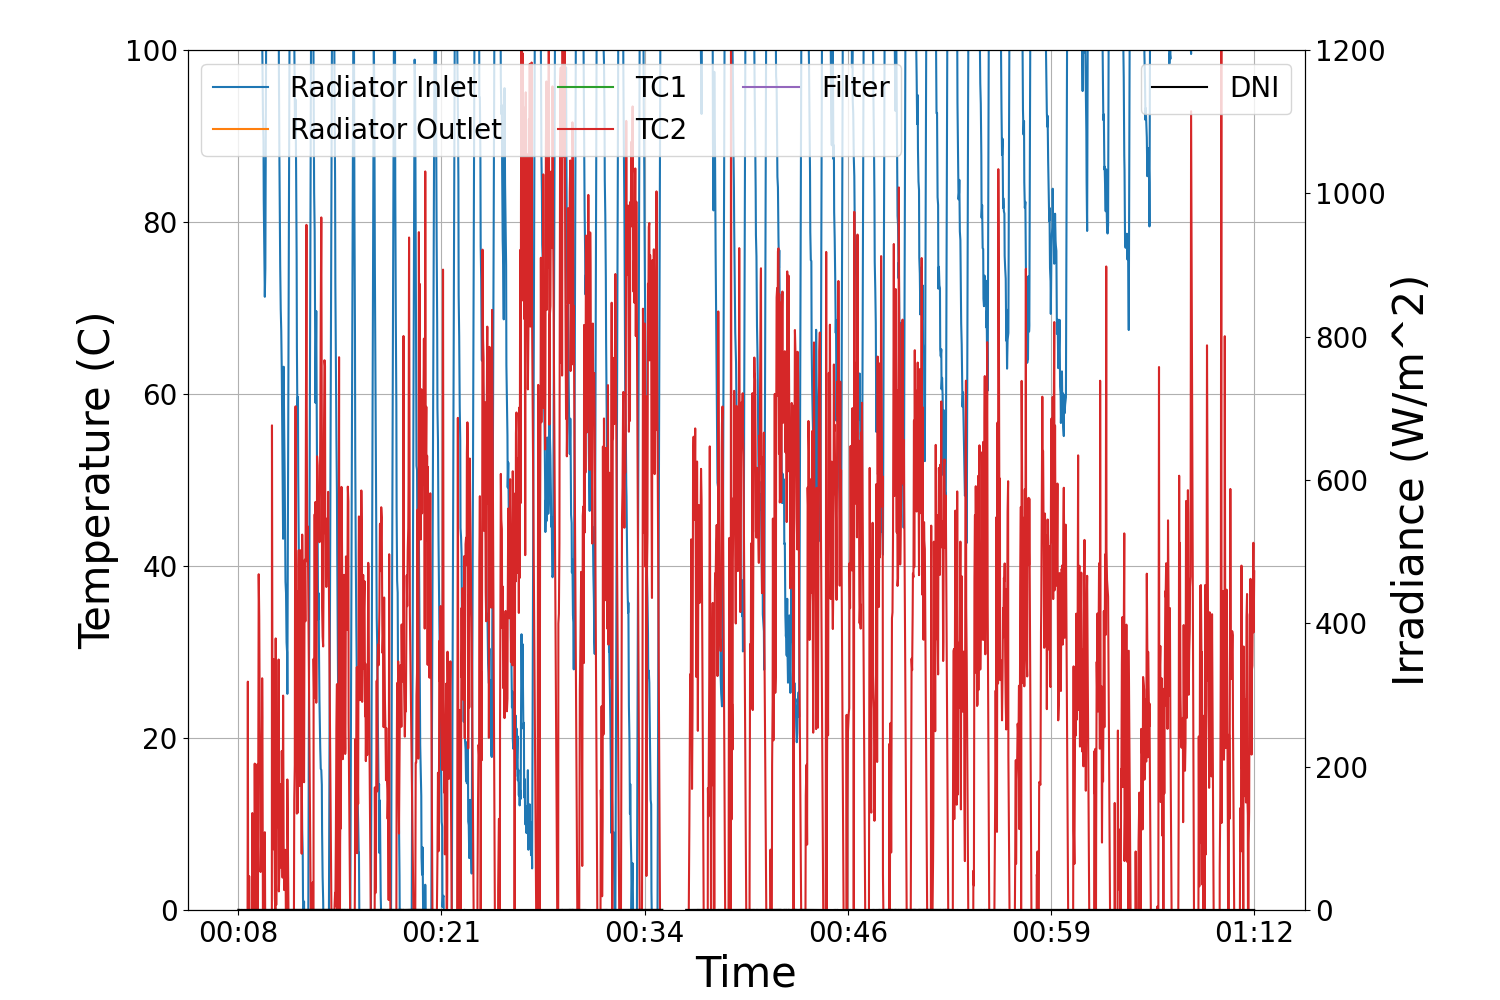 100
80
60
40
20
0
Temperature (C)
Radiator Inlet
Radiator Outlet
TC1
TC2
Filter
DNI
1200
1000
800
600
400
200
0
Irradiance (W/m^2)
00:08 00:21 00:34 00:46 00:59 01:12
Time